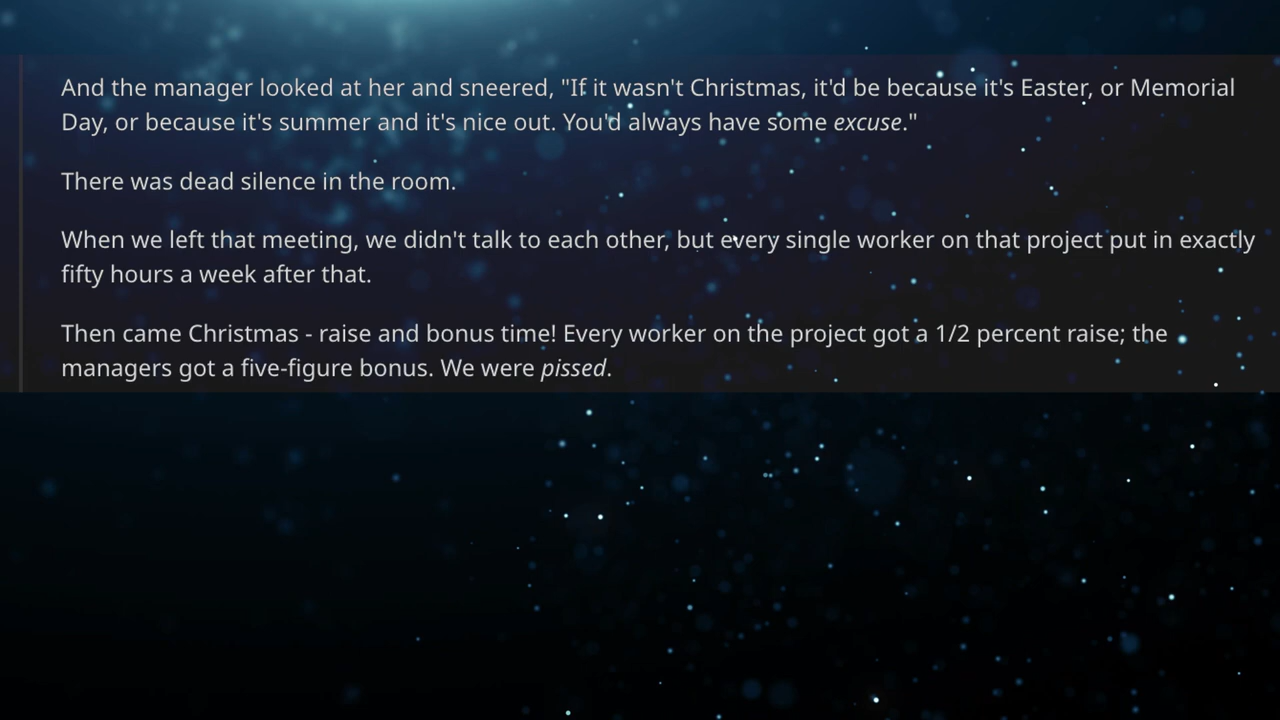 And the manager looked at her and sneered, "If it wasn't Christmas, it'd be because it's Easter, or Memorial
Day, or because it's summer and it's nice out. You'd always have some excuse."
There was dead silence in the room.
When we left that meeting, we didn't talk to each other, but every single worker on that project put in exactly
fifty hours a week after that.
Then came Christmas - raise and bonus time! Every worker on the project got a 1/2 percent raise; the
managers got a five-figure bonus. We were pissed.